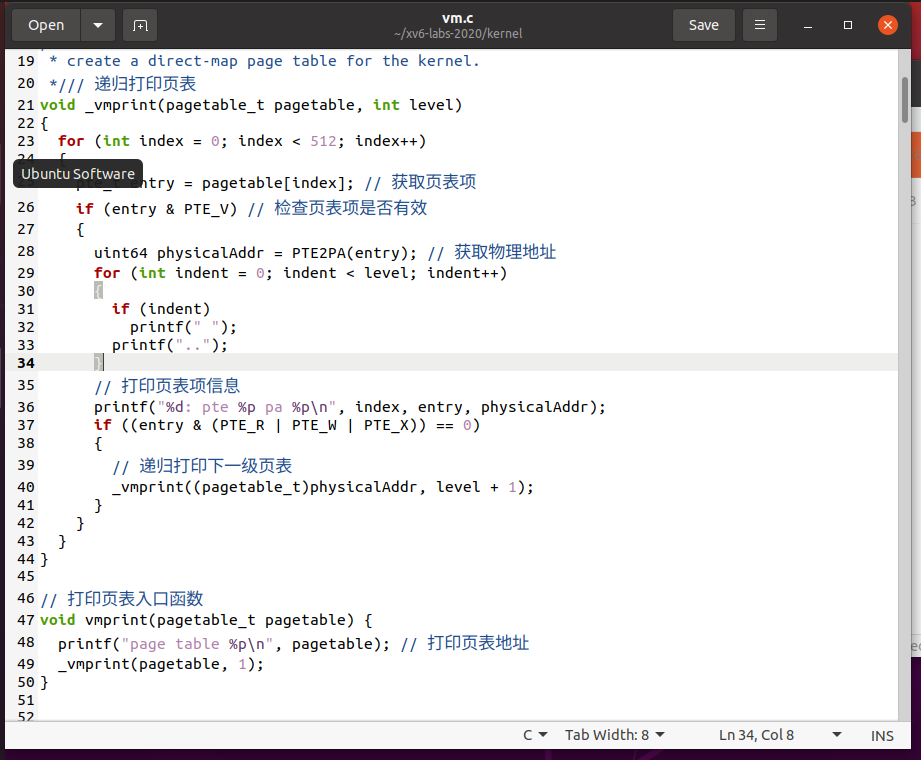 Open
vm.c
~/xv6-labs-2020/kernel
Save
19 * create a direct-map page table for the kernel.
20 *// 递归打印页表
21 void _vmprint(pagetable_t pagetable, int level)
22 {
23 for (int index = 0; index < 512; index++)
24 {
Ubuntu Software
entry = pagetable[index]; // 获取页表项
26 if (entry & PTE_V) // 检查页表项是否有效
27 {
28 uint64 physicalAddr = PTE2PA(entry); // 获取物理地址
29 for (int indent = 0; indent < level; indent++)
30 {
31 if (indent)
32 printf(" ");
33 printf("..");
34 }
35 // 打印页表项信息
36 printf("%d: pte %p pa %p\n", index, entry, physicalAddr);
37 if ((entry & (PTE_R | PTE_W | PTE_X)) == 0)
38 {
39 // 递归打印下一级页表
40 _vmprint((pagetable_t)physicalAddr, level + 1);
41 }
42 }
43 }
44 }
45
46 // 打印页表入口函数
47 void vmprint(pagetable_t pagetable) {
48 printf("page table %p\n", pagetable); // 打印页表地址
49 _vmprint(pagetable, 1);
50 }
51
52
C
Tab Width: 8
Ln 34, Col 8
INS